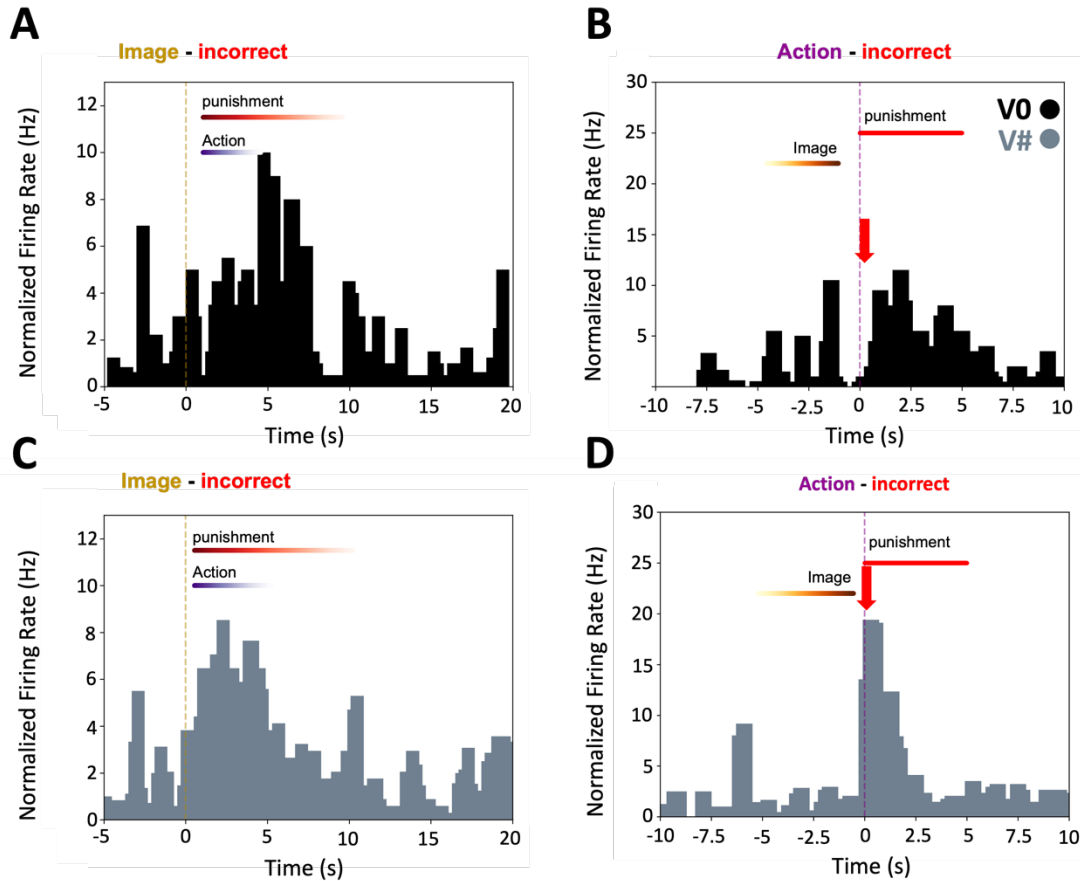 A
Image - incorrect
Normalized Firing Rate (Hz)
12
10
8
6
4
2
0
punishment
Action
-5 0 5 10 15 20
Time (s)
B
Action - incorrect
Normalized Firing Rate (Hz)
30
25
20
15
10
5
V0
V#
punishment
Image
-10 -7.5 -5 -2.5 0 2.5 5 7.5 10
Time (s)
C
Image - incorrect
Normalized Firing Rate (Hz)
12
10
8
6
4
2
0
punishment
Action
-5 0 5 10 15 20
Time (s)
D
Action - incorrect
Normalized Firing Rate (Hz)
30
25
20
15
10
5
0
punishment
Image
-10 -7.5 -5 -2.5 0 2.5 5 7.5 10
Time (s)